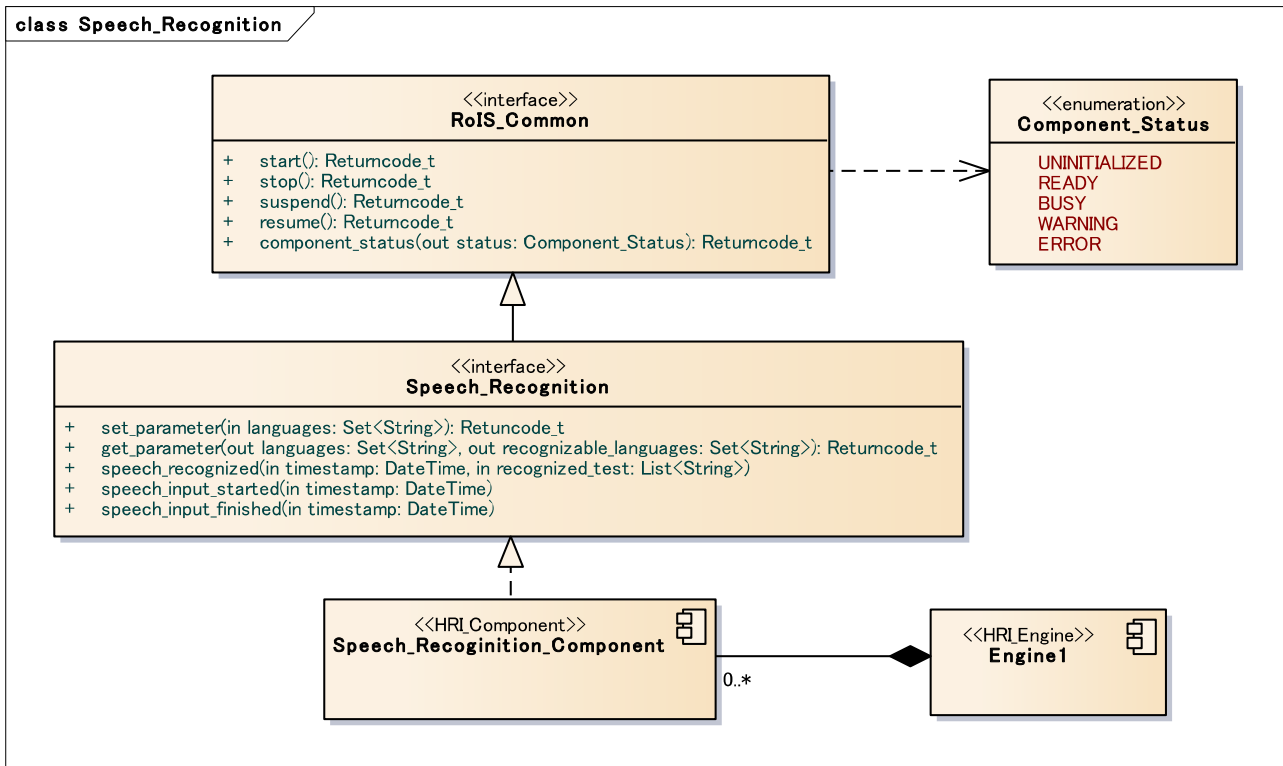 class Speech_Recognition
<<interface>>
RoIS_Common
+ start(): Returncode_t
+ stop(): Returncode_t
+ suspend(): Returncode_t
+ resume(): Returncode_t
+ component_status(out status: Component_Status): Returncode_t
<<enumeration>>
Component_Status
UNINITIALIZED
READY
BUSY
WARNING
ERROR
<<interface>>
Speech_Recognition
+ set_parameter(in languages: Set<String>): Retuncode_t
+ get_parameter(out languages: Set<String>, out recognizable_languages: Set<String>): Returncode_t
+ speech_recognized(in timestamp: DateTime, in recognized_test: List<String>)
+ speech_input_started(in timestamp: DateTime)
+ speech_input_finished(in timestamp: DateTime)
<<HRI_Component>>
Speech_Recoginition_Component
0..*
<<HRI_Engine>>
Engine1